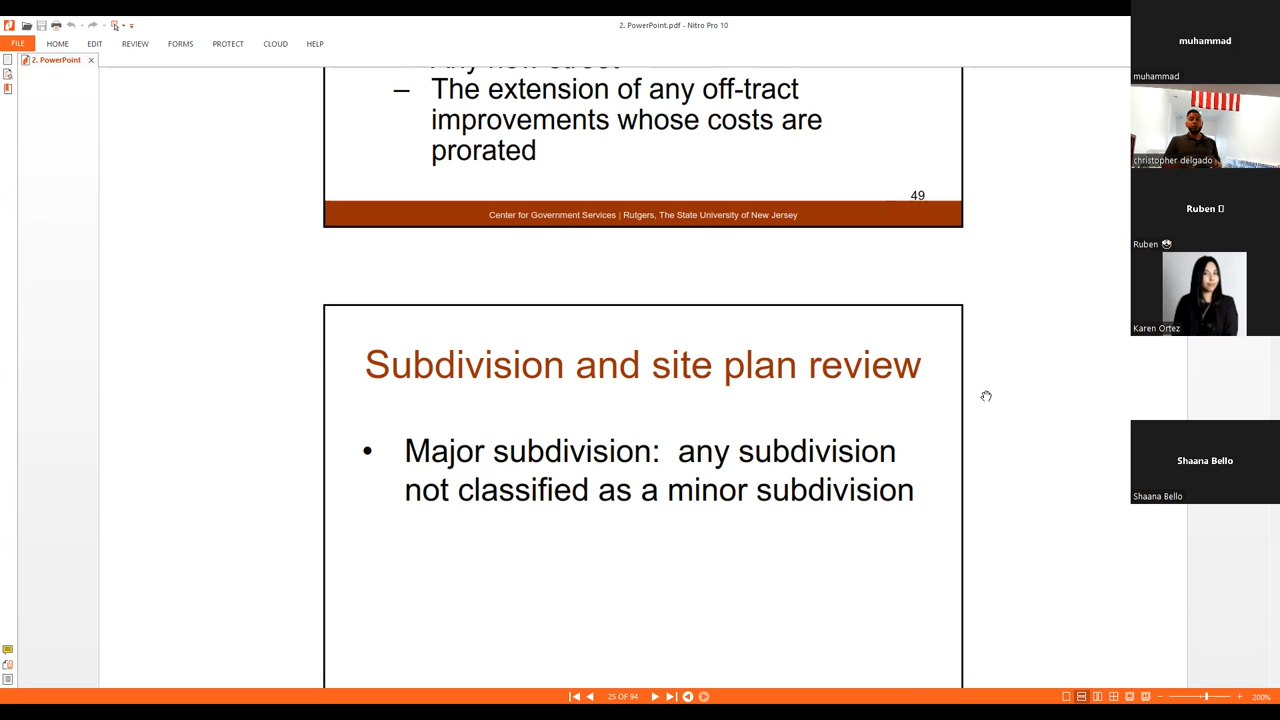 2. PowerPoint.pdf - Nitro Pro 10
FILE HOME EDIT REVIEW FORMS PROTECT CLOUD HELP
2. PowerPoint
– The extension of any off-tract
improvements whose costs are
prorated
49
Center for Government Services | Rutgers, The State University of New Jersey
Subdivision and site plan review
• Major subdivision: any subdivision
not classified as a minor subdivision
25 OF 94
200%
muhammad
muhammad
christopher delgado
Ruben
Ruben
Karen Ortez
Shaana Bello
Shaana Bello